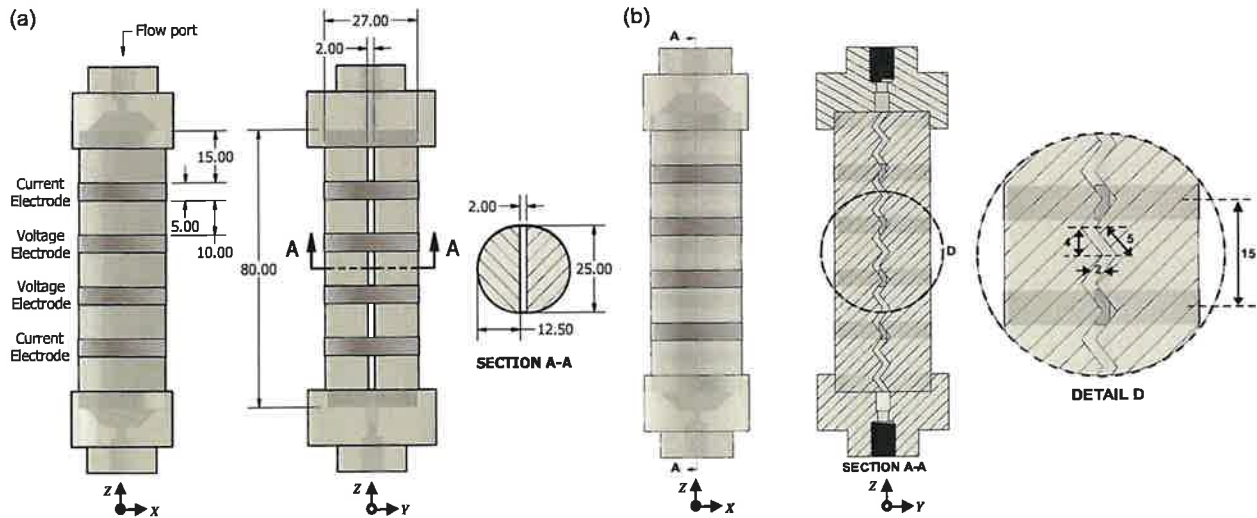 (a)
Flow port
27.00
2.00
15.00
Current
Electrode
5.00
Voltage
Electrode
10.00
A
A
80.00
Voltage
Electrode
Current
Electrode
2.00
25.00
12.50
SECTION A-A
Z
X
Z
Y
(b)
A
D
4
5
2
15
DETAIL D
A
SECTION A-A
Z
X
Z
Y